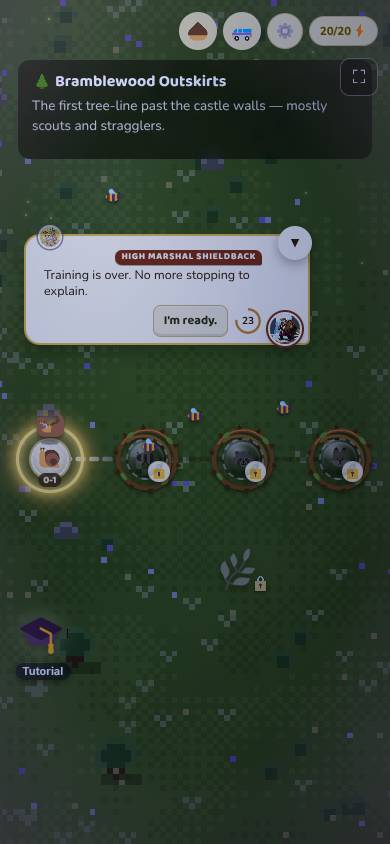 20/20
Bramblewood Outskirts
The first tree-line past the castle walls — mostly
scouts and stragglers.
HIGH MARSHAL SHIELDBACK
Training is over. No more stopping to
explain.
I'm ready.
23
0-1
Tutorial